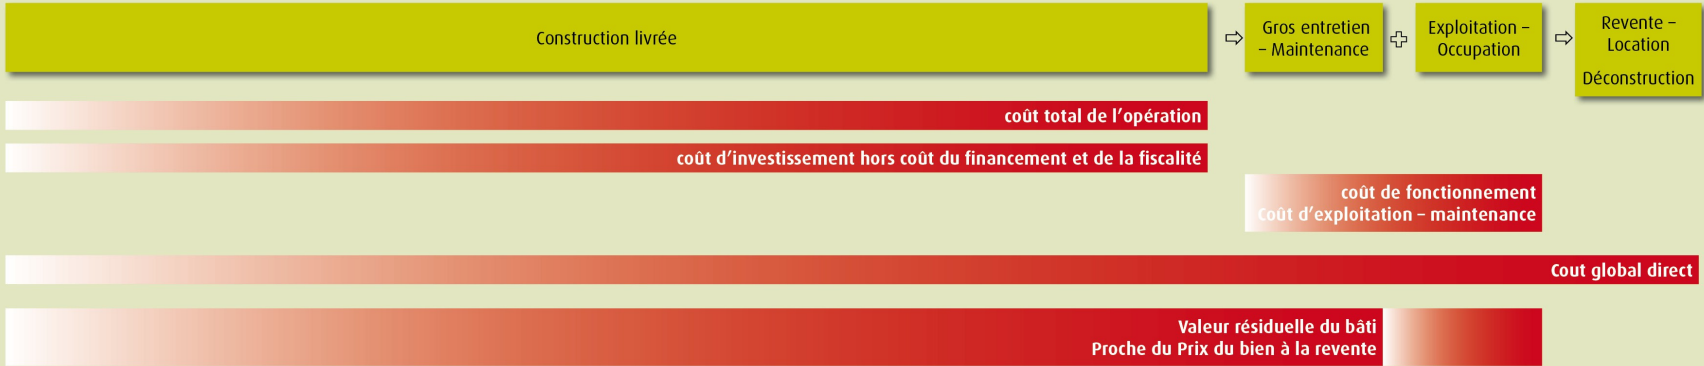 Construction livrée
Gros entretien
– Maintenance
Exploitation –
Occupation
Revente –
Location
Déconstruction
coût total de l’opération
coût d’investissement hors coût du financement et de la fiscalité
coût de fonctionnement
Coût d’exploitation – maintenance
Cout global direct
Valeur résiduelle du bâti
Proche du Prix du bien à la revente